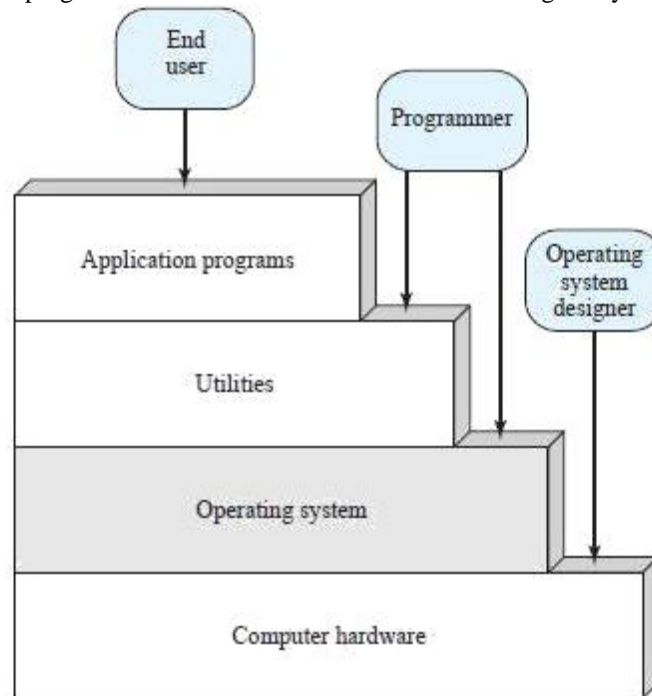 End
user
Programmer
Application programs
Operating
system
designer
Utilities
Operating system
Computer hardware